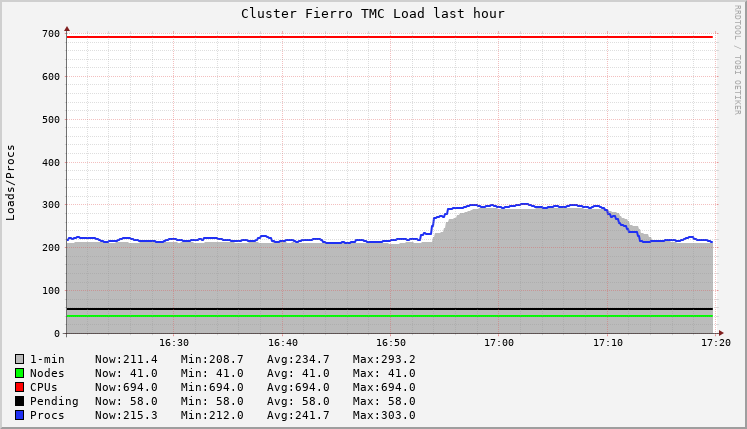 Cluster Fierro TMC Load last hour
RRDTOOL / TOBI OETIKER
Loads/Procs
700
600
500
400
300
200
100
0
16:30 16:40 16:50 17:00 17:10 17:20
1-min Now:211.4 Min:208.7 Avg:234.7 Max:293.2
Nodes Now: 41.0 Min: 41.0 Avg: 41.0 Max: 41.0
CPUs Now:694.0 Min:694.0 Avg:694.0 Max:694.0
Pending Now: 58.0 Min: 58.0 Avg: 58.0 Max: 58.0
Procs Now:215.3 Min:212.0 Avg:241.7 Max:303.0